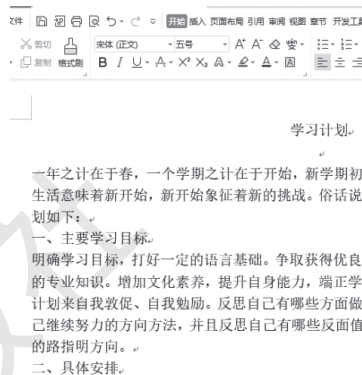 文件 开始 插入 页面布局 引用 审阅 视图 章节 开发工具
剪切 复制 格式刷 宋体 (正文) 五号
学习计划
一年之计在于春，一个学期之计在于开始，新学期初
生活意味着新开始，新开始象征着新的挑战。俗话说
划如下：
一、主要学习目标
明确学习目标，打好一定的语言基础。争取获得优良
的专业知识。增加文化素养，提升自身能力，端正学
计划来自我敦促、自我勉励。反思自己有哪些方面做
己继续努力的方向方法，并且反思自己有哪些反面值
的路指明方向。
二、具体安排